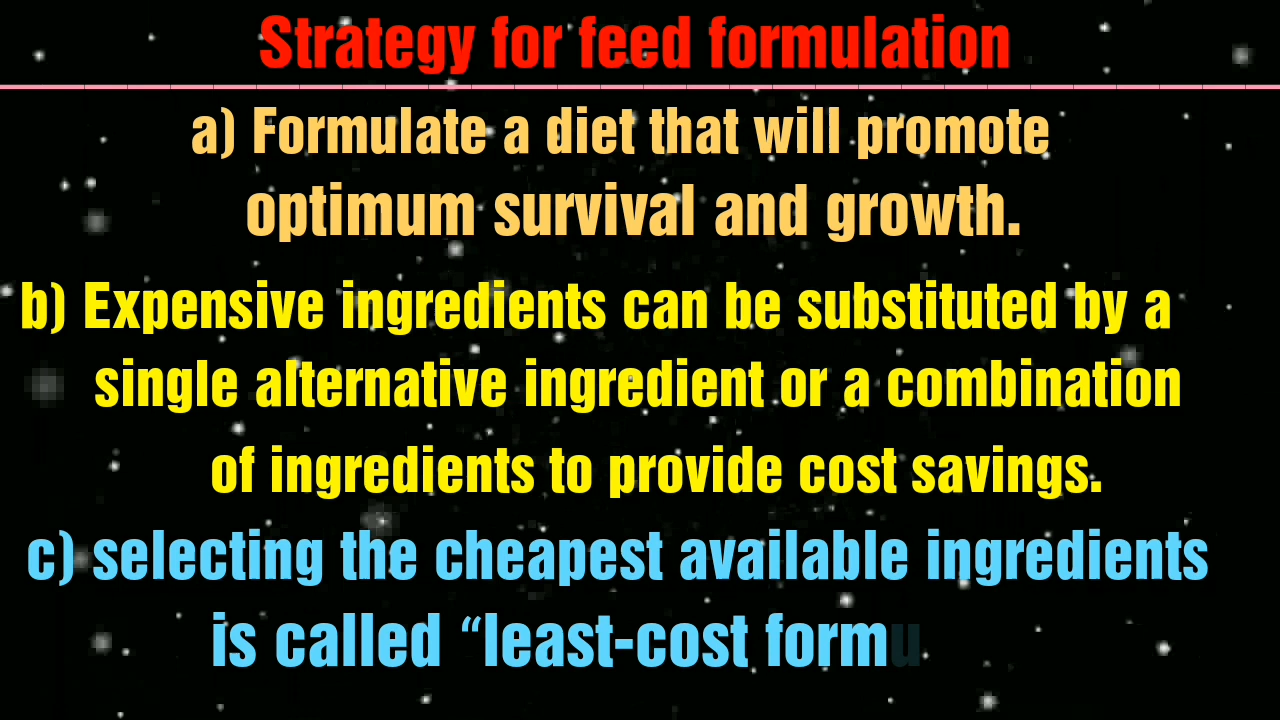 Strategy for feed formulation
a) Formulate a diet that will promote
optimum survival and growth.
b) Expensive ingredients can be substituted by a
single alternative ingredient or a combination
of ingredients to provide cost savings.
c) selecting the cheapest available ingredients
is called “least-cost formu